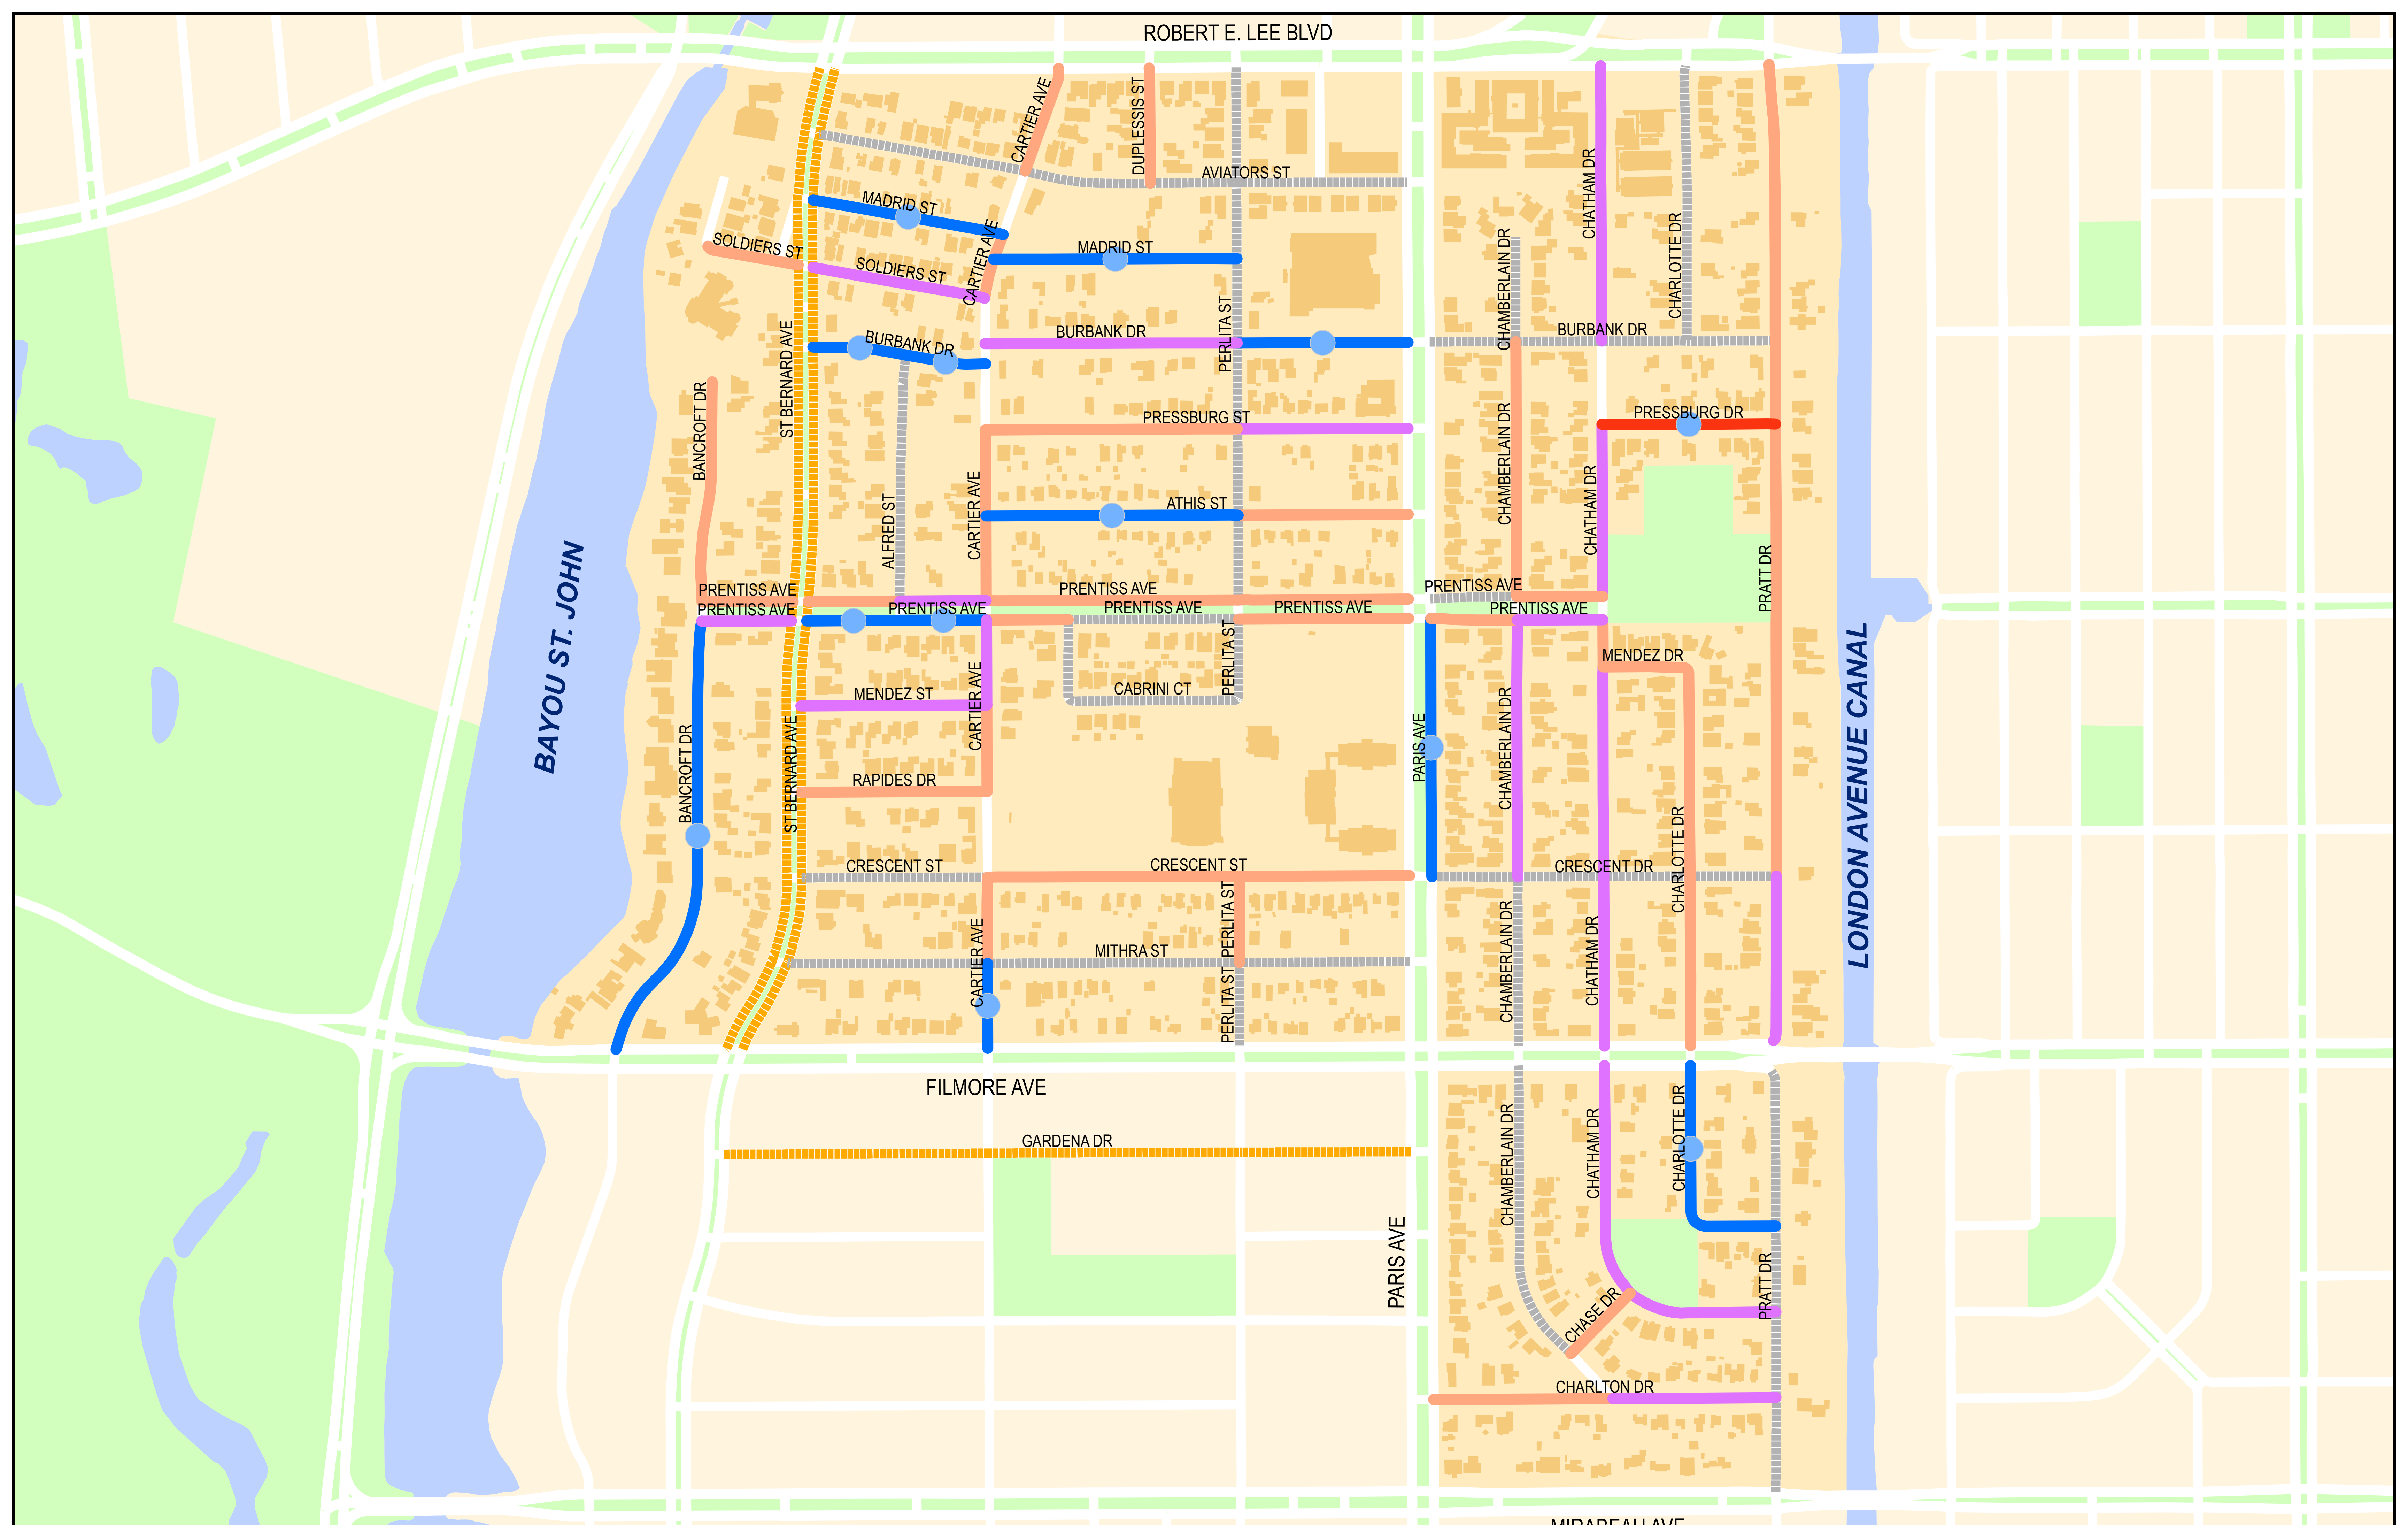 ROBERT E. LEE BLVD
CARTIER AVE
DUPLESSIS ST
AVIATORS ST
CHATHAM DR
MADRID ST
CHARLOTTE DR
SOLDIERS ST
MADRID ST
CARTIER AVE
SOLDIERS ST
CHAMBERLAIN DR
ST BERNARD AVE
BURBANK DR
BURBANK DR
PERLITA ST
BURBANK DR
BANCROFT DR
PRESSBURG ST
PRESSBURG DR
CHAMBERLAIN DR
CHATHAM DR
ALFRED ST
CARTIER AVE
ATHIS ST
BAYOU ST. JOHN
PRATT DR
PRENTISS AVE
PRENTISS AVE
PRENTISS AVE
PRENTISS AVE
PRENTISS AVE
PRENTISS AVE
PRENTISS AVE
PRENTISS AVE
PERLITA ST
MENDEZ DR
MENDEZ ST
CARTIER AVE
CABRINI CT
PARIS AVE
CHAMBERLAIN DR
LONDON AVENUE CANAL
BANCROFT DR
ST BERNARD AVE
RAPIDES DR
CHARLOTTE DR
CRESCENT ST
CRESCENT ST
CRESCENT DR
CARTIER AVE
PERLITA ST
MITHRA ST
CHAMBERLAIN DR
CHATHAM DR
PERLITA ST
FILMORE AVE
GARDENA DR
CHAMBERLAIN DR
CHATHAM DR
CHARLOTTE DR
PARIS AVE
PRATT DR
CHASE DR
CHARLTON DR
MIRABEAU AVE